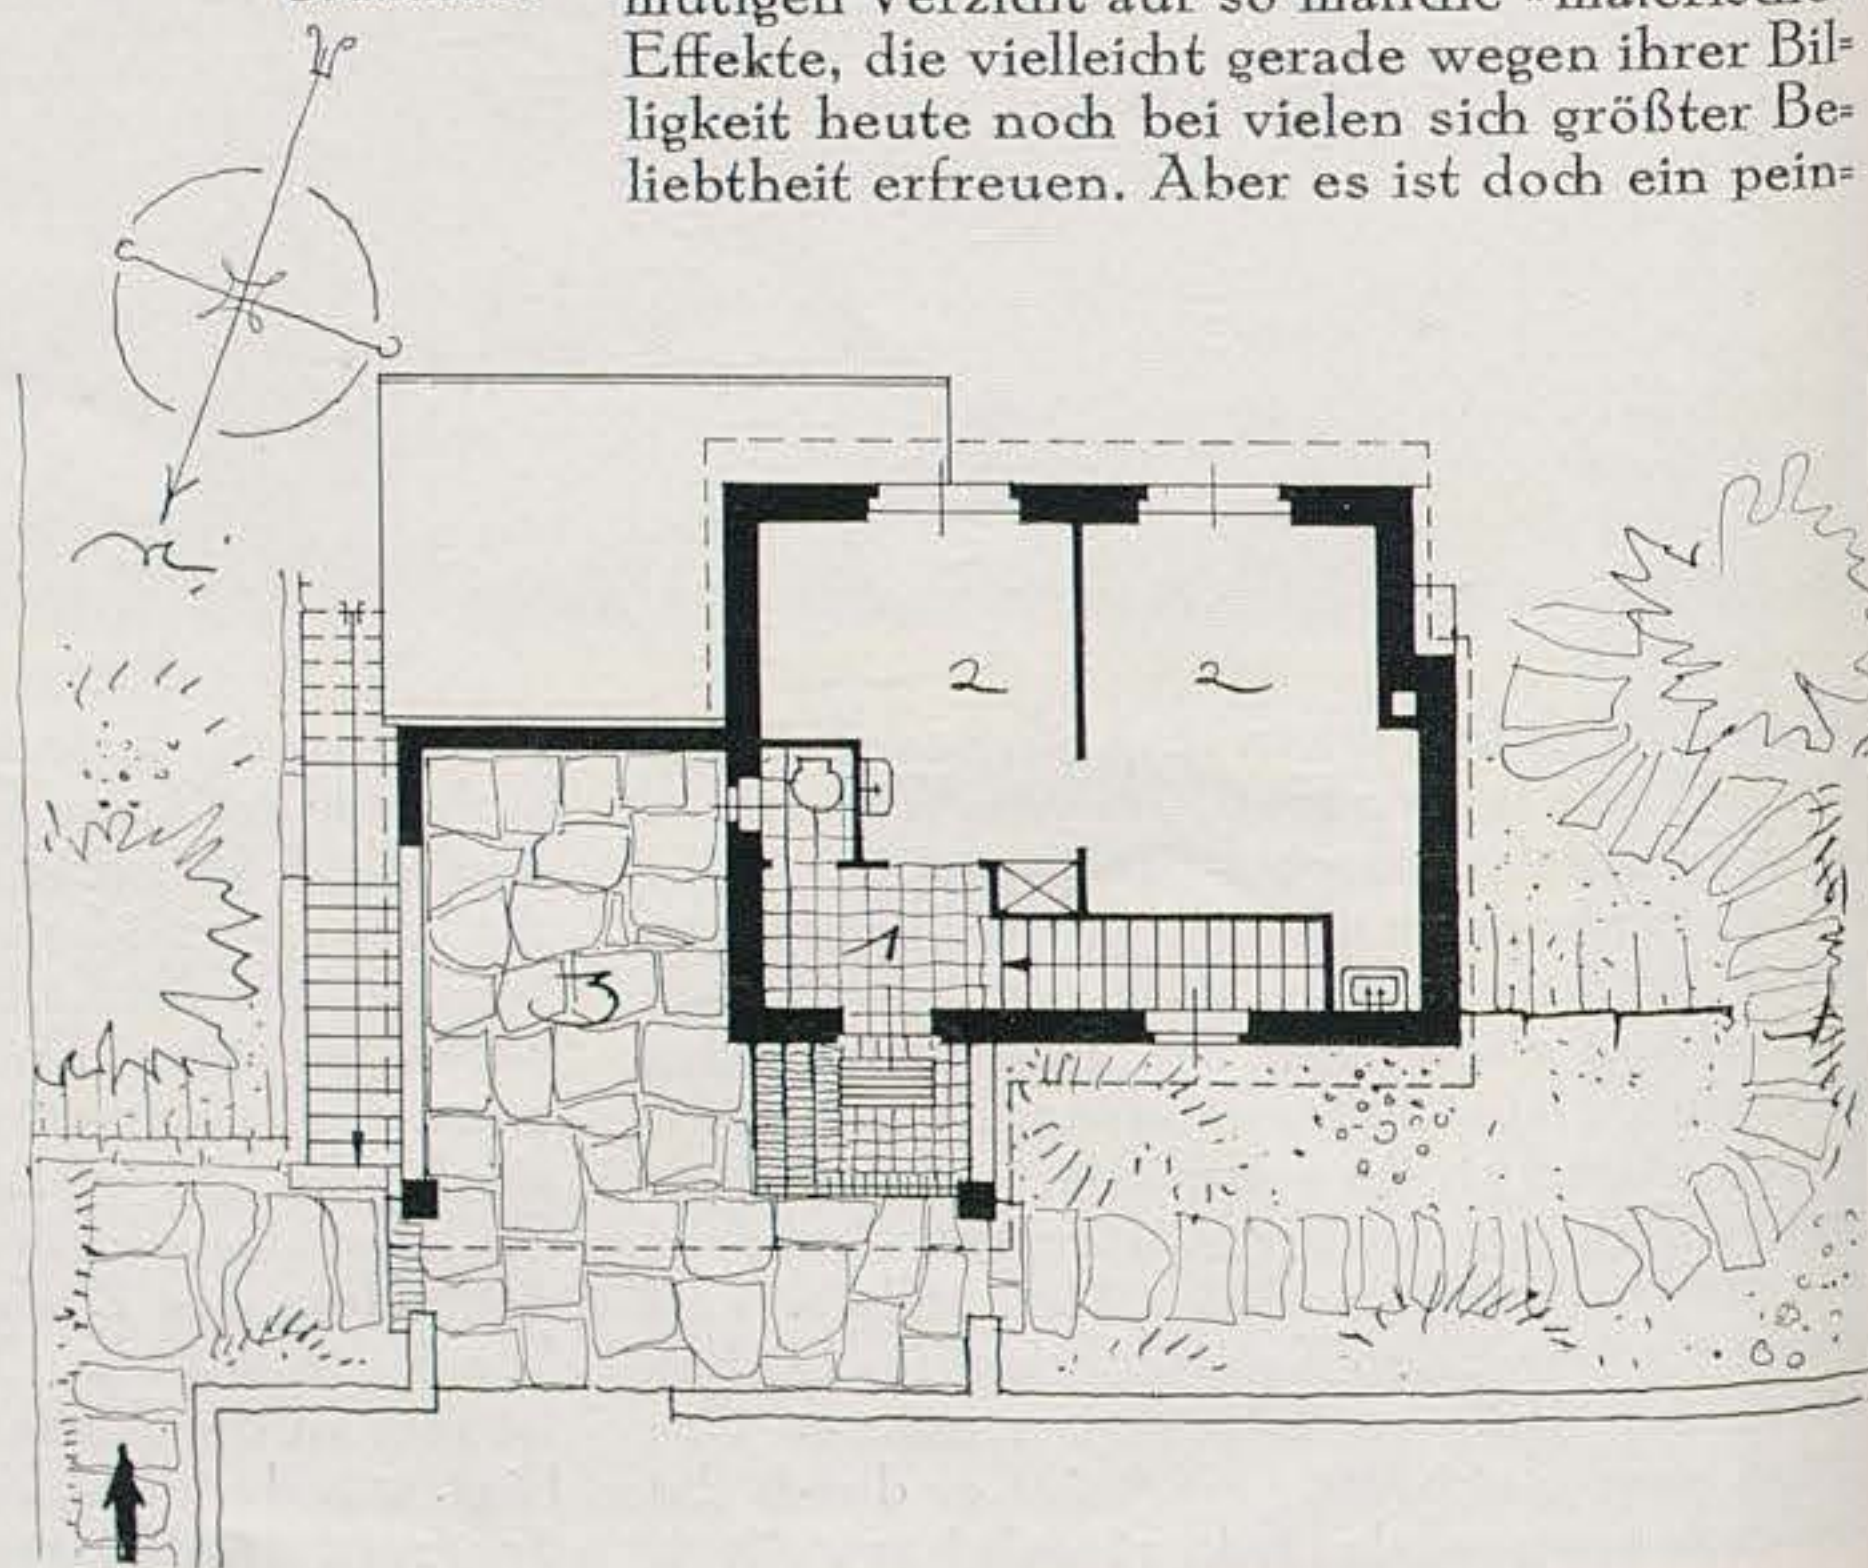 Effekte, die vielleicht gerade wegen ihrer Bil=
ligkeit heute noch bei vielen sich größter Be=
liebtheit erfreuen. Aber es ist doch ein pein=
2
2
1
3